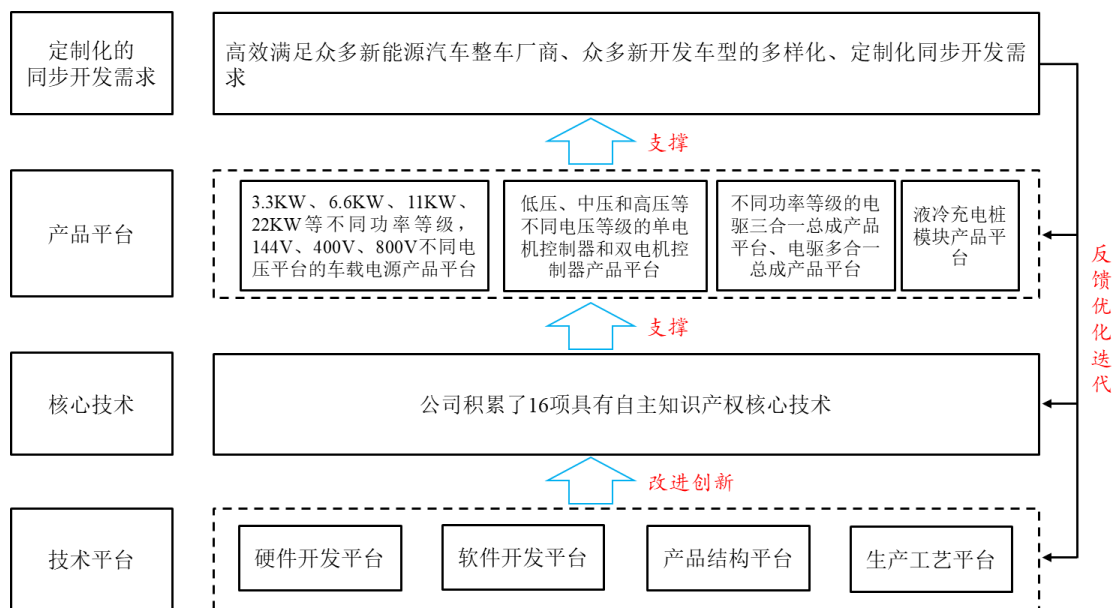 定制化的
同步开发需求
高效满足众多新能源汽车整车厂商、众多新开发车型的多样化、定制化同步开发需
求
支撑
产品平台
3.3KW、6.6KW、11KW、
22KW等不同功率等级，
144V、400V、800V不同电
压平台的车载电源产品平台
低压、中压和高压等
不同电压等级的单电
机控制器和双电机控
制器产品平台
不同功率等级的电
驱三合一总成产品
平台、电驱多合一
总成产品平台
液冷充电桩
模块产品平
台
反
馈
优
化
迭
代
支撑
核心技术
公司积累了16项具有自主知识产权核心技术
改进创新
技术平台
硬件开发平台
软件开发平台
产品结构平台
生产工艺平台